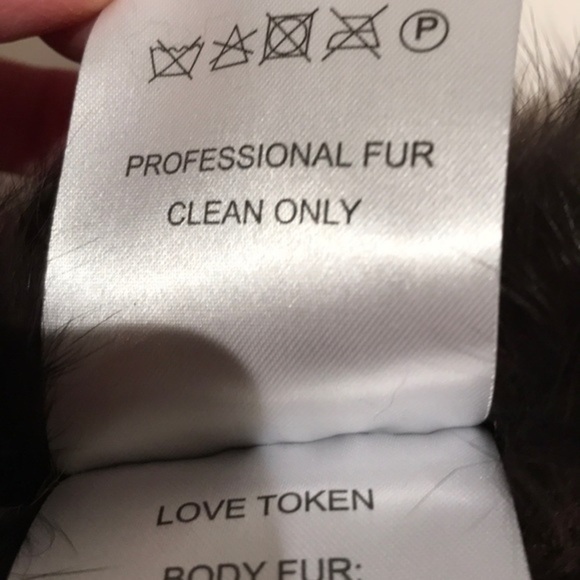 P
PROFESSIONAL FUR
CLEAN ONLY
LOVE TOKEN
BODY FUR: